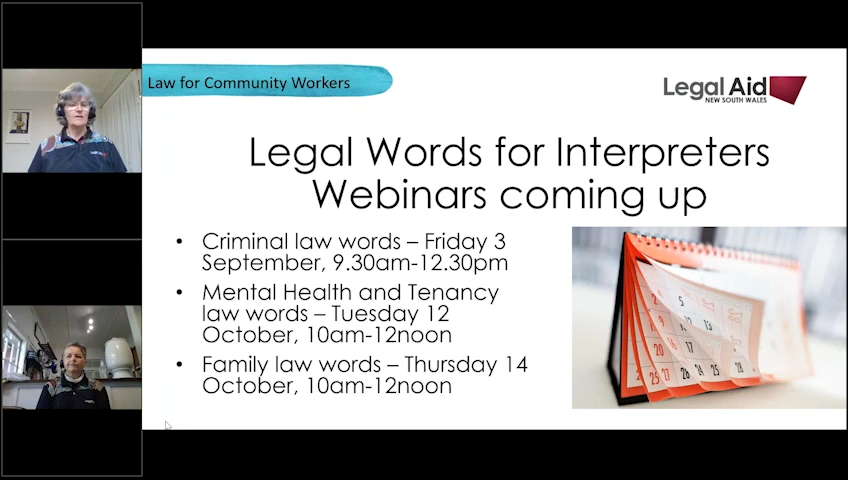 Law for Community Workers
Legal Aid
NEW SOUTH WALES
Legal Words for Interpreters
Webinars coming up
• Criminal law words – Friday 3
September, 9.30am-12.30pm
• Mental Health and Tenancy
law words – Tuesday 12
October, 10am-12noon
• Family law words – Thursday 14
October, 10am-12noon